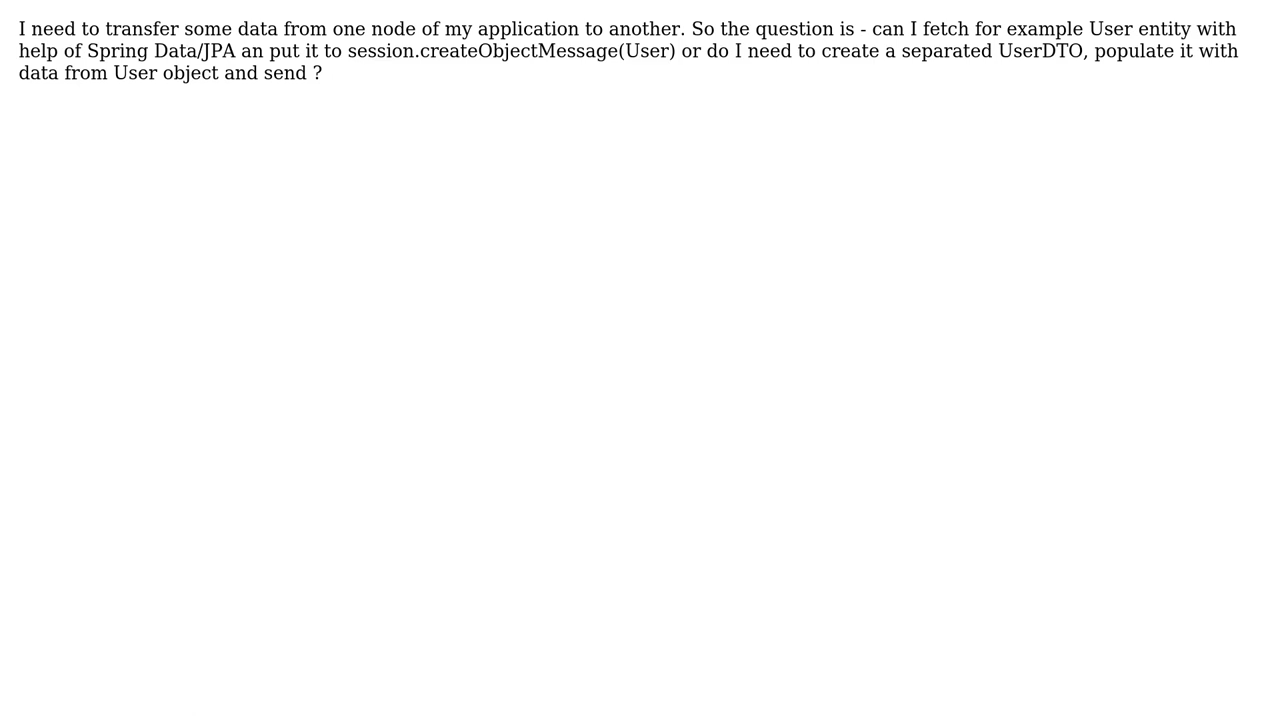 I need to transfer some data from one node of my application to another. So the question is - can I fetch for example User entity with
help of Spring Data/JPA an put it to session.createObjectMessage(User) or do I need to create a separated UserDTO, populate it with
data from User object and send ?